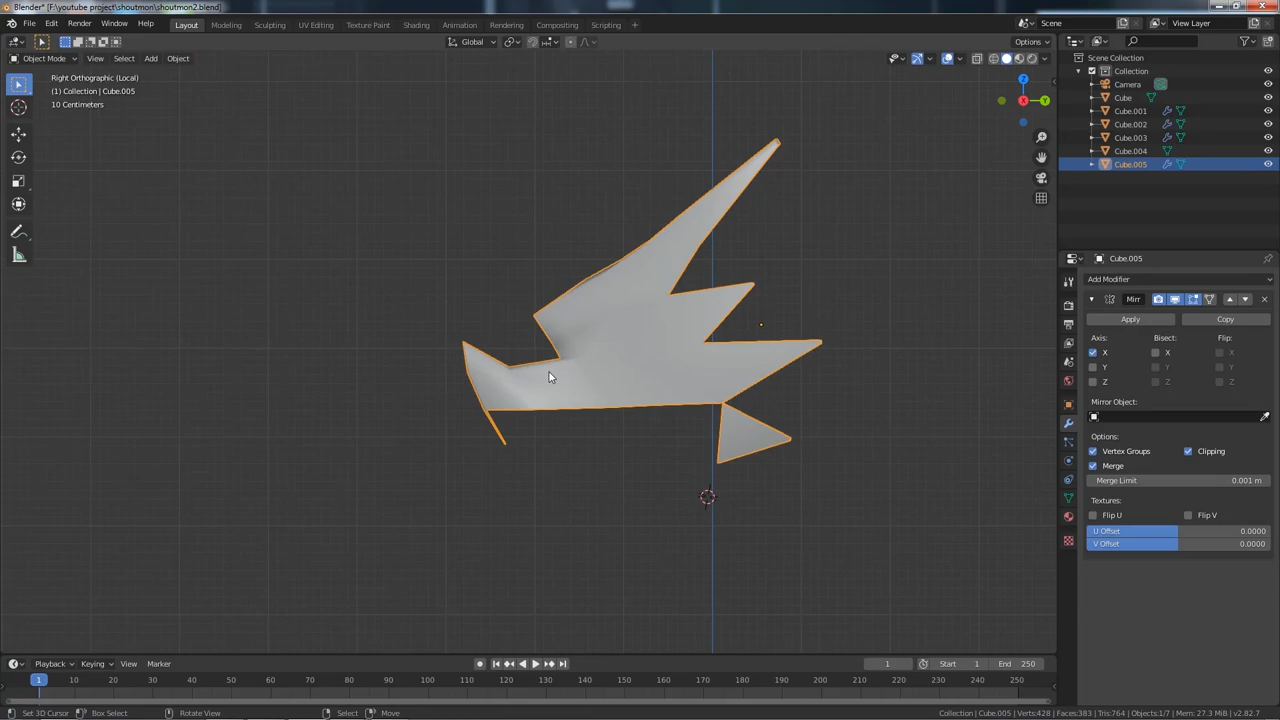 Blender* [F:\youtube project\shoutmon\shoutmon2.blend]
File Edit Render Window Help
Layout Modeling Sculpting UV Editing Texture Paint Shading Animation Rendering Compositing Scripting
Scene
View Layer
Global
Options
Object Mode View Select Add Object
Right Orthographic (Local)
(1) Collection | Cube.005
10 Centimeters
Z
X
Y
Scene Collection
Collection
Camera
Cube
Cube.001
Cube.002
Cube.003
Cube.004
Cube.005
Cube.005
Add Modifier
Mirr
Apply Copy
Axis: Bisect: Flip:
X X X
Y Y Y
Z Z Z
Mirror Object:
Options:
Vertex Groups Clipping
Merge
Merge Limit 0.001 m
Textures:
Flip U Flip V
U Offset 0.0000
V Offset 0.0000
Playback Keying View Marker
1 Start 1 End 250
1 10 20 30 40 50 60 70 80 90 100 110 120 130 140 150 160 170 180 190 200 210 220 230 240 250
Set 3D Cursor Box Select Rotate View Select Move
Collection | Cube.005 | Verts:428 | Faces:383 | Tris:764 | Objects:1/7 | Mem: 27.3 MiB | v2.82.7